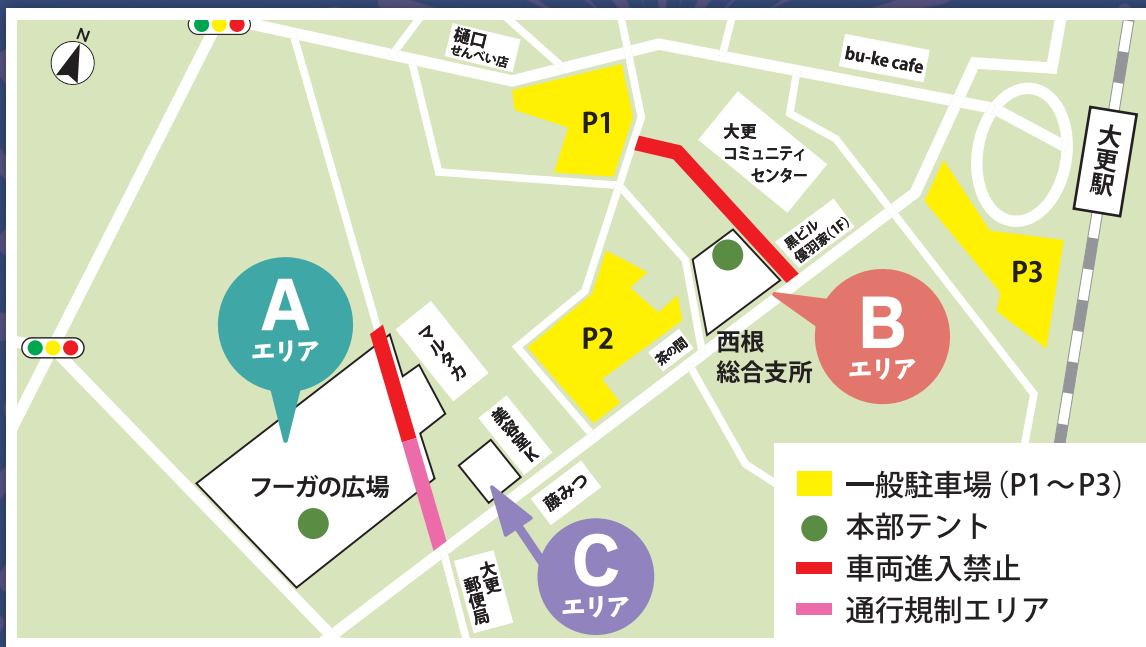 N
樋口
せんべい店
bu-ke cafe
P1
大更
コミュニティ
センター
大更駅
黒ビル
優羽家(1F)
P3
A
エリア
マルタカ
P2
茶の間
西根
総合支所
B
エリア
美容室K
フーガの広場
藤みつ
C
エリア
大更
郵便局
一般駐車場(P1〜P3)
本部テント
車両進入禁止
通行規制エリア